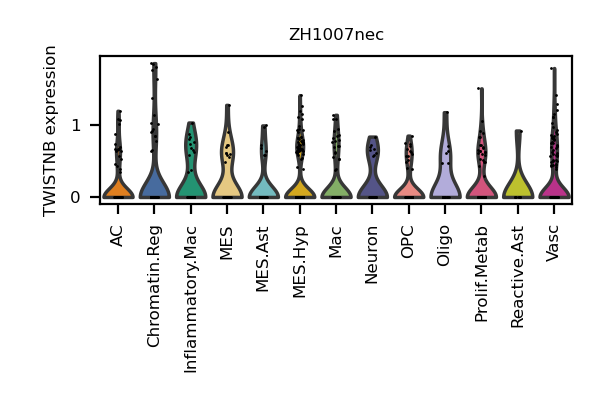 ZH1007nec
TWISTNB expression
1
0
AC
Chromatin.Reg
Inflammatory.Mac
MES
MES.Ast
MES.Hyp
Mac
Neuron
OPC
Oligo
Prolif.Metab
Reactive.Ast
Vasc